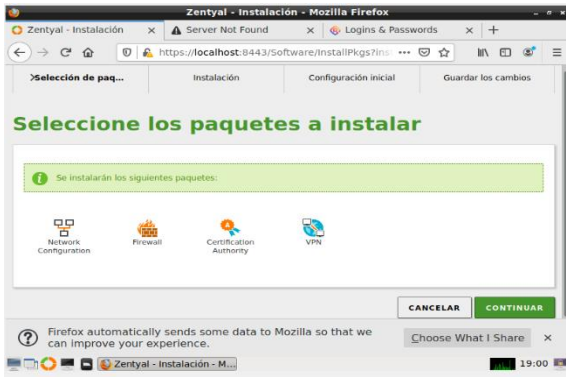 Zentyal - Instalación - Mozilla Firefox
Zentyal - Instalación
Server Not Found
Logins & Passwords
https://localhost:8443/Software/InstallPkgs?ins
Selección de paq...
Instalación
Configuración inicial
Guardar los cambios
Seleccione los paquetes a instalar
Se instalarán los siguientes paquetes:
Network
Configuration
Firewall
Certification
Authority
VPN
CANCELAR
CONTINUAR
Firefox automatically sends some data to Mozilla so that we
can improve your experience.
Choose What I Share
Zentyal - Instalación - M...
19:00